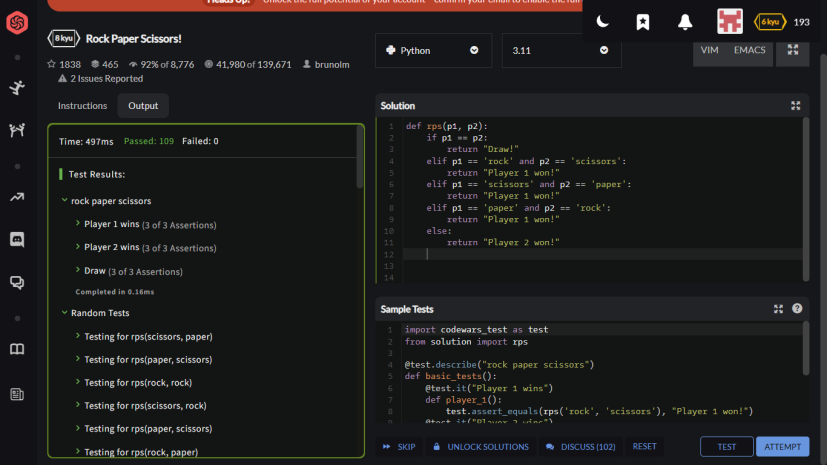 Heads Up! Unlock the full potential of your account - confirm your email to enable the full
8 kyu Rock Paper Scissors!
1838 465 92% of 8,776 41,980 of 139,671 brunolm
2 Issues Reported
Python
3.11
VIM EMACS
6 kyu 193
Instructions Output
Time: 497ms Passed: 109 Failed: 0
Test Results:
rock paper scissors
Player 1 wins (3 of 3 Assertions)
Player 2 wins (3 of 3 Assertions)
Draw (3 of 3 Assertions)
Completed in 0.16ms
Random Tests
Testing for rps(scissors, paper)
Testing for rps(paper, scissors)
Testing for rps(rock, rock)
Testing for rps(scissors, rock)
Testing for rps(paper, scissors)
Testing for rps(rock, paper)
Solution
1 def rps(p1, p2):
2 if p1 == p2:
3 return "Draw!"
4 elif p1 == 'rock' and p2 == 'scissors':
5 return "Player 1 won!"
6 elif p1 == 'scissors' and p2 == 'paper':
7 return "Player 1 won!"
8 elif p1 == 'paper' and p2 == 'rock':
9 return "Player 1 won!"
10 else:
11 return "Player 2 won!"
12
13
14
Sample Tests
1 import codewars_test as test
2 from solution import rps
3
4 @test.describe("rock paper scissors")
5 def basic_tests():
6 @test.it("Player 1 wins")
7 def player_1():
8 test.assert_equals(rps('rock', 'scissors'), "Player 1 won!")
9 @test.it("Player 2 wins")
SKIP UNLOCK SOLUTIONS DISCUSS (102) RESET TEST ATTEMPT